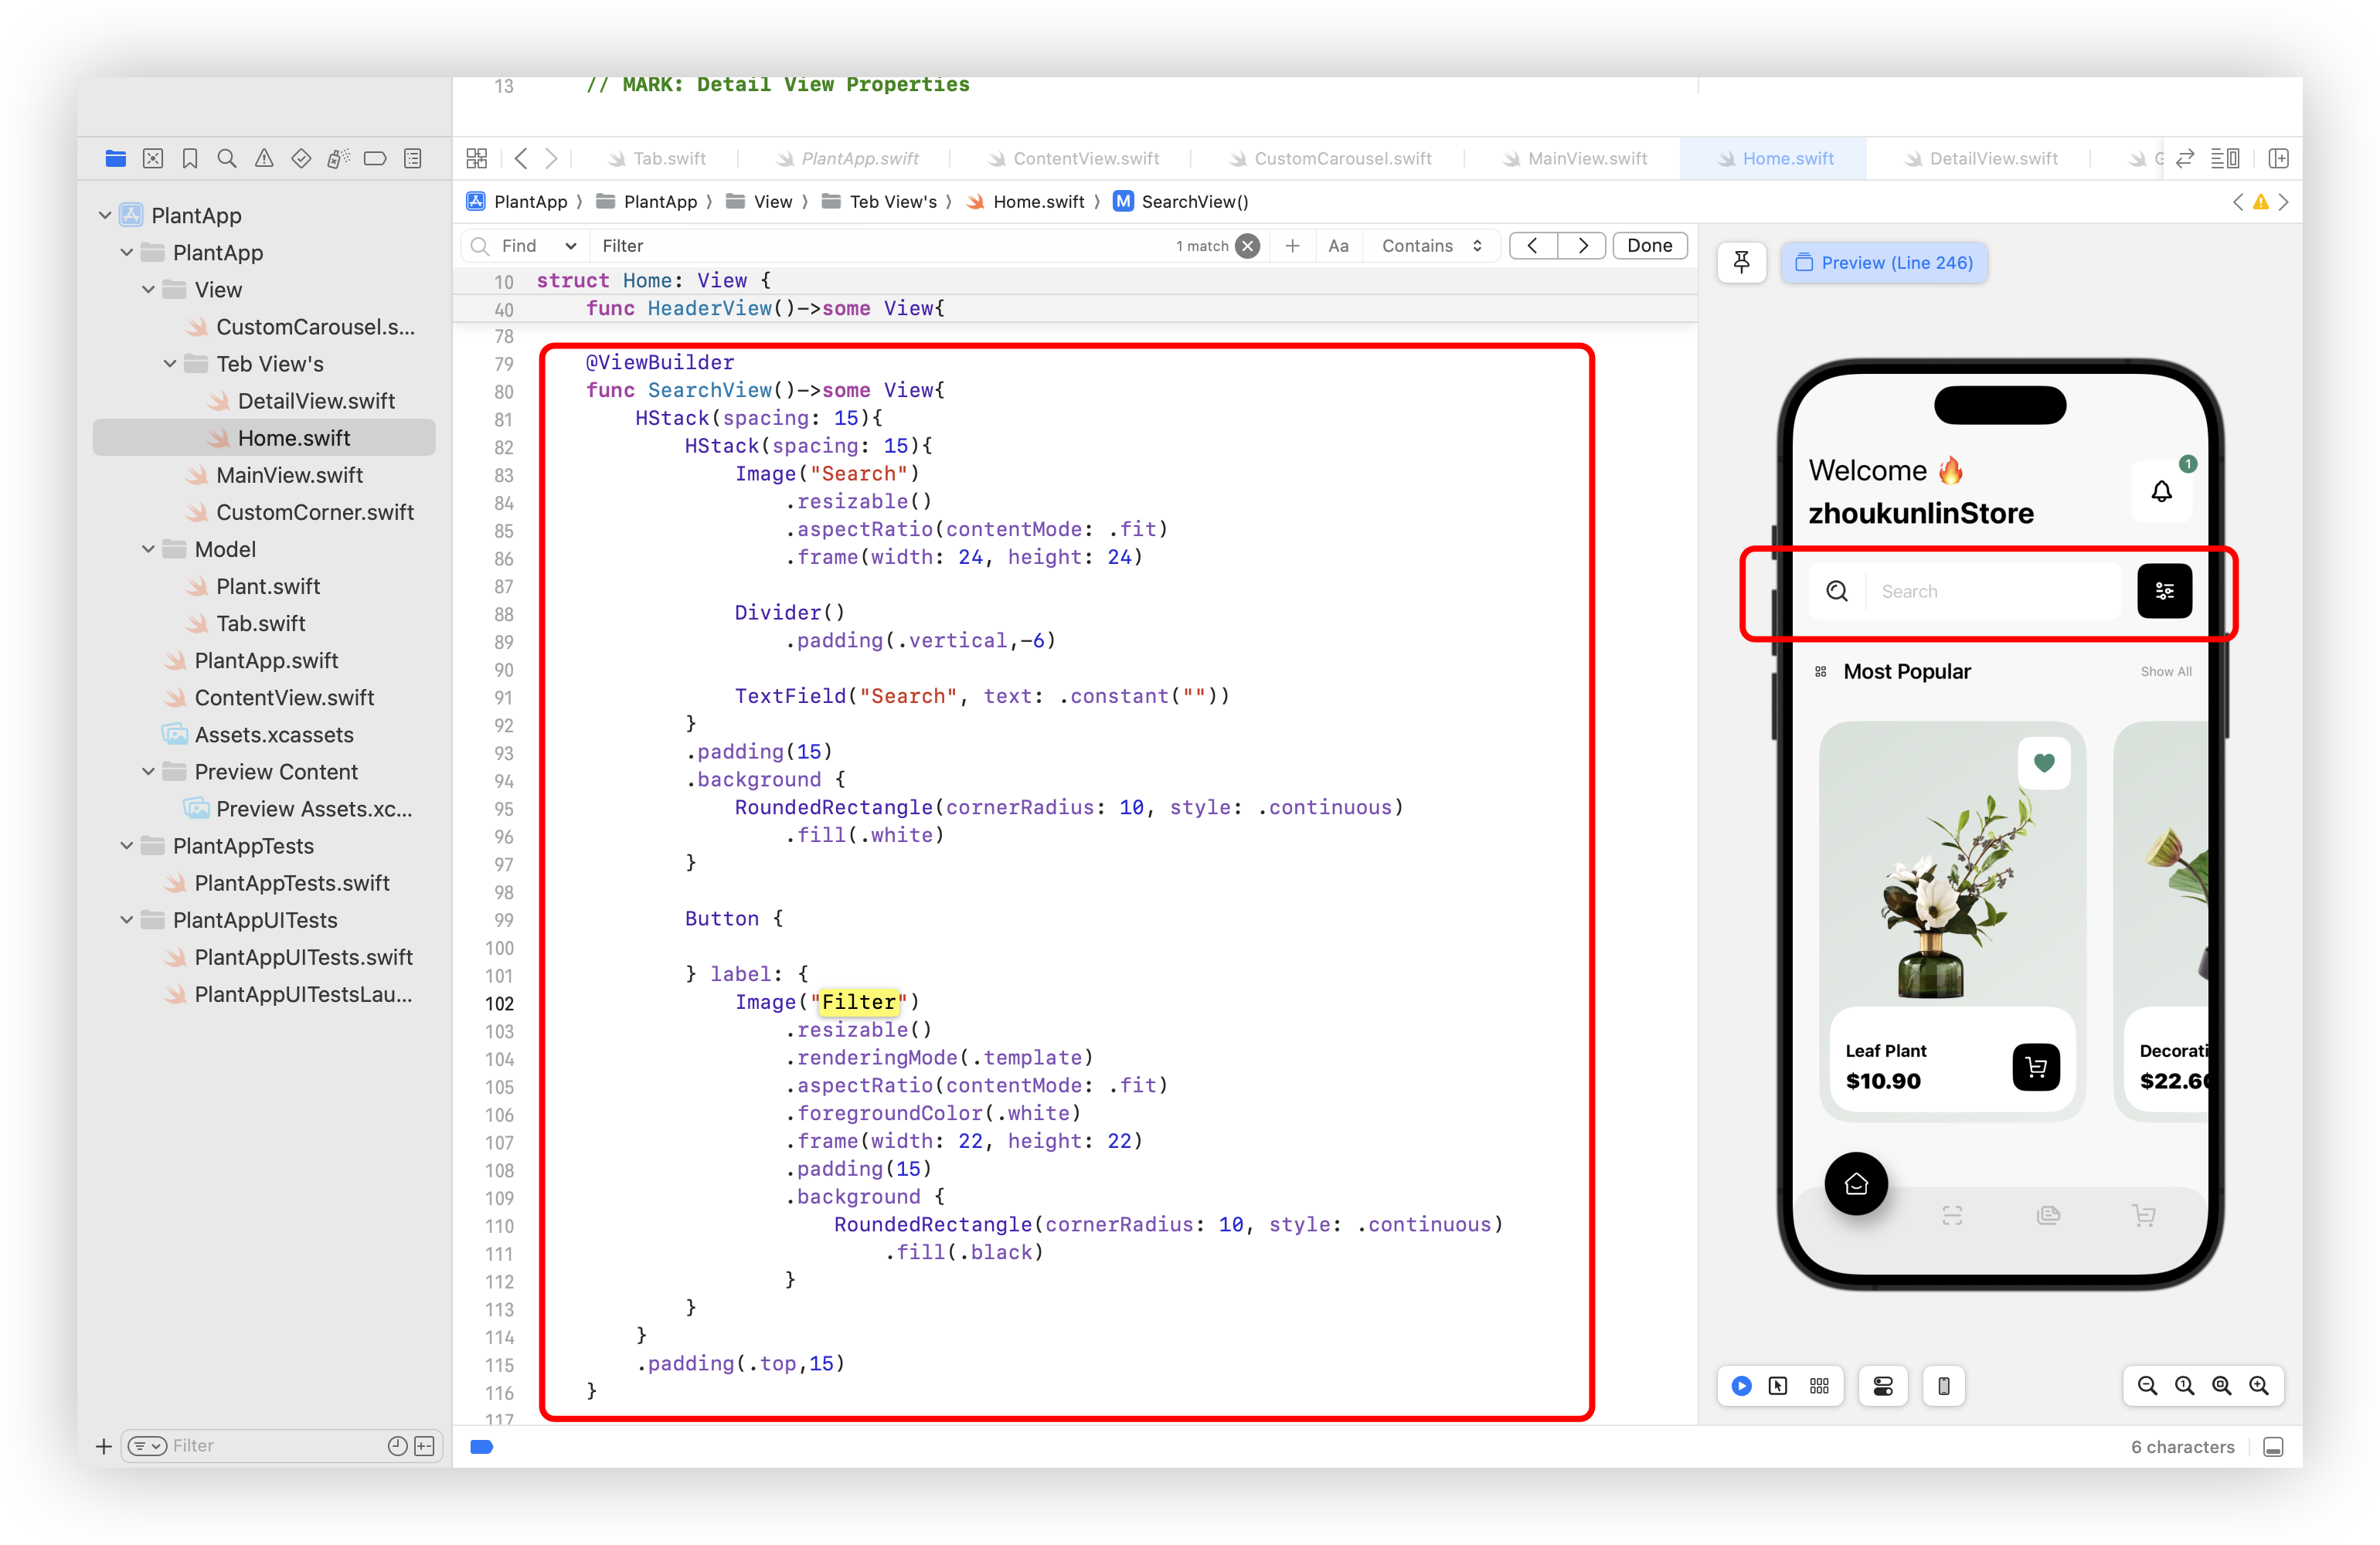 13 // MARK: Detail View Properties
Tab.swift
PlantApp.swift
ContentView.swift
CustomCarousel.swift
MainView.swift
Home.swift
DetailView.swift
PlantApp
PlantApp
View
Teb View's
Home.swift
M SearchView()
Find
Filter
1 match
Aa
Contains
Done
PlantApp
PlantApp
View
CustomCarousel.s...
Teb View's
DetailView.swift
Home.swift
MainView.swift
CustomCorner.swift
Model
Plant.swift
Tab.swift
PlantApp.swift
ContentView.swift
Assets.xcassets
Preview Content
Preview Assets.xc...
PlantAppTests
PlantAppTests.swift
PlantAppUITests
PlantAppUITests.swift
PlantAppUITestsLau...
Filter
10 struct Home: View {
40 func HeaderView()->some View{
78
79 @ViewBuilder
80 func SearchView()->some View{
81 HStack(spacing: 15){
82 HStack(spacing: 15){
83 Image("Search")
84 .resizable()
85 .aspectRatio(contentMode: .fit)
86 .frame(width: 24, height: 24)
87
88 Divider()
89 .padding(.vertical,-6)
90
91 TextField("Search", text: .constant(""))
92 }
93 .padding(15)
94 .background {
95 RoundedRectangle(cornerRadius: 10, style: .continuous)
96 .fill(.white)
97 }
98
99 Button {
100
101 } label: {
102 Image("Filter")
103 .resizable()
104 .renderingMode(.template)
105 .aspectRatio(contentMode: .fit)
106 .foregroundColor(.white)
107 .frame(width: 22, height: 22)
108 .padding(15)
109 .background {
110 RoundedRectangle(cornerRadius: 10, style: .continuous)
111 .fill(.black)
112 }
113 }
114 }
115 .padding(.top,15)
116 }
117
Preview (Line 246)
Welcome 🔥
1
zhoukunlinStore
Search
Most Popular
Show All
Leaf Plant
$10.90
Decorati
$22.60
6 characters